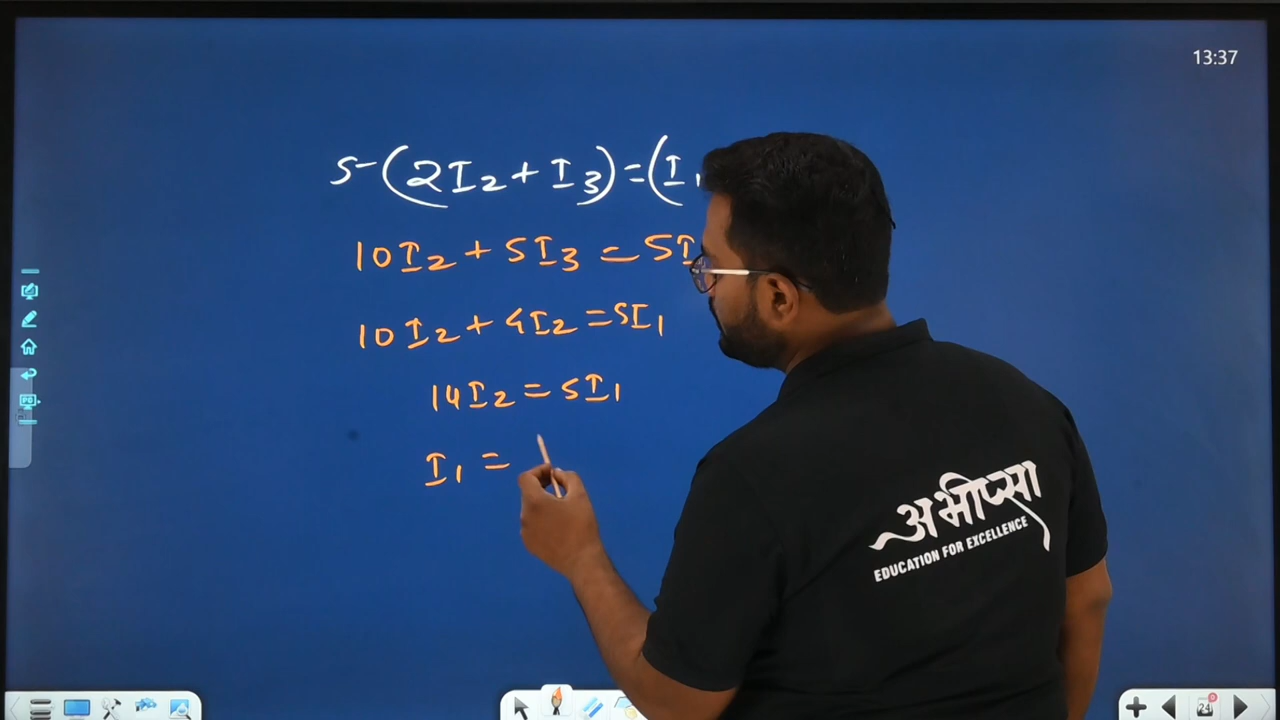 13:37
5-(2I2+I3)=(I1
10I2+5I3=5I
10I2+4I2=5I1
14I2=5I1
I1=
अभीप्सा
EDUCATION FOR EXCELLENCE
24